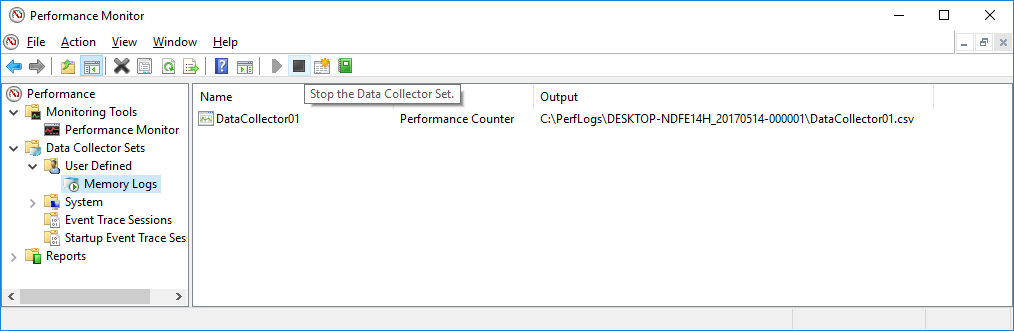 Performance Monitor
File Action View Window Help
Stop the Data Collector Set.
Name Output
Performance
Monitoring Tools
Performance Monitor
Data Collector Sets
User Defined
Memory Logs
System
Event Trace Sessions
Startup Event Trace Ses
Reports
DataCollector01 Performance Counter C:\PerfLogs\DESKTOP-NDFE14H_20170514-000001\DataCollector01.csv